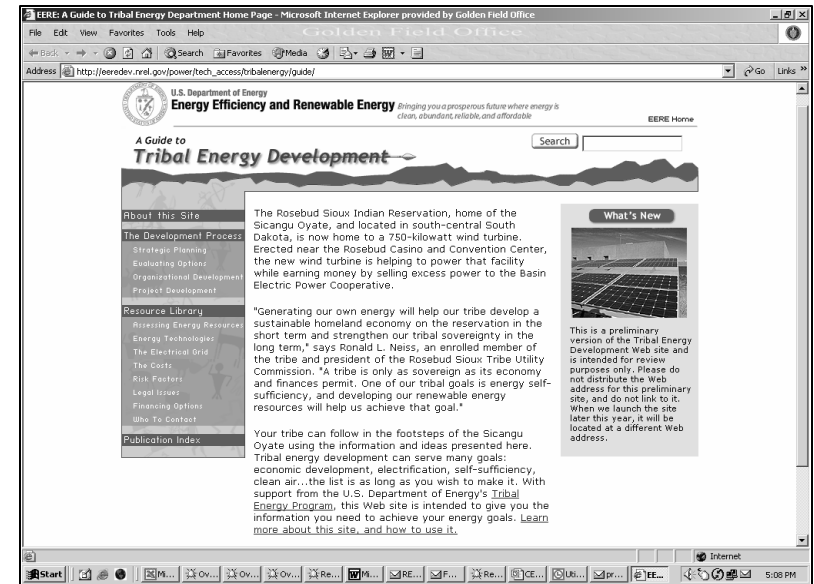 EERE: A Guide to Tribal Energy Department Home Page - Microsoft Internet Explorer provided by Golden Field Office
File Edit View Favorites Tools Help
Golden Field Office
Back Search Favorites Media
Address http://eeredev.nrel.gov/power/tech_access/tribalenergy/guide/ Go Links »
U.S. Department of Energy
Energy Efficiency and Renewable Energy
Bringing you a prosperous future where energy is
clean, abundant, reliable, and affordable
EERE Home
A Guide to
Tribal Energy Development
Search
About this Site
The Development Process
Strategic Planning
Evaluating Options
Organizational Development
Project Development
Resource Library
Assessing Energy Resources
Energy Technologies
The Electrical Grid
The Costs
Risk Factors
Legal Issues
Financing Options
Who To Contact
Publication Index
The Rosebud Sioux Indian Reservation, home of the
Sicangu Oyate, and located in south-central South
Dakota, is now home to a 750-kilowatt wind turbine.
Erected near the Rosebud Casino and Convention Center,
the new wind turbine is helping to power that facility
while earning money by selling excess power to the Basin
Electric Power Cooperative.
"Generating our own energy will help our tribe develop a
sustainable homeland economy on the reservation in the
short term and strengthen our tribal sovereignty in the
long term," says Ronald L. Neiss, an enrolled member of
the tribe and president of the Rosebud Sioux Tribe Utility
Commission. "A tribe is only as sovereign as its economy
and finances permit. One of our tribal goals is energy self-
sufficiency, and developing our renewable energy
resources will help us achieve that goal."
Your tribe can follow in the footsteps of the Sicangu
Oyate using the information and ideas presented here.
Tribal energy development can serve many goals:
economic development, electrification, self-sufficiency,
clean air...the list is as long as you wish to make it. With
support from the U.S. Department of Energy's Tribal
Energy Program, this Web site is intended to give you the
information you need to achieve your energy goals. Learn
more about this site, and how to use it.
What's New
This is a preliminary
version of the Tribal Energy
Development Web site and
is intended for review
purposes only. Please do
not distribute the Web
address for this preliminary
site, and do not link to it.
When we launch the site
later this year, it will be
located at a different Web
address.
Internet
Start M... Ov... Ov... Ov... Re... M... RE... F... Re... CE... Uti... pr... EE... 5:08 PM